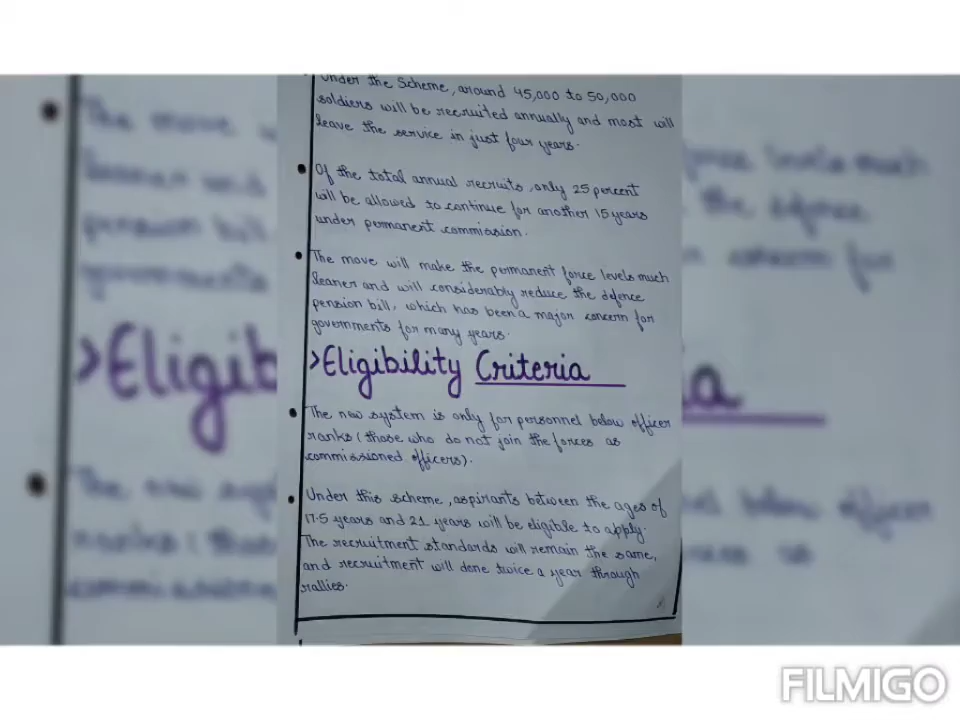 Under the Scheme, around 45,000 to 50,000
soldiers will be recruited annually and most will
leave the service in just four years.
Of the total annual recruits, only 25 percent
will be allowed to continue for another 15 years
under permanent commission.
The move will make the permanent force levels much
leaner and will considerably reduce the defence
pension bill, which has been a major concern for
governments for many years.
>Eligibility Criteria
The new system is only for personnel below officer
ranks (those who do not join the forces as
commissioned officers).
Under this scheme, aspirants between the ages of
17.5 years and 21 years will be eligible to apply.
The recruitment standards will remain the same,
and recruitment will done twice a year through
rallies.
FILMIGO